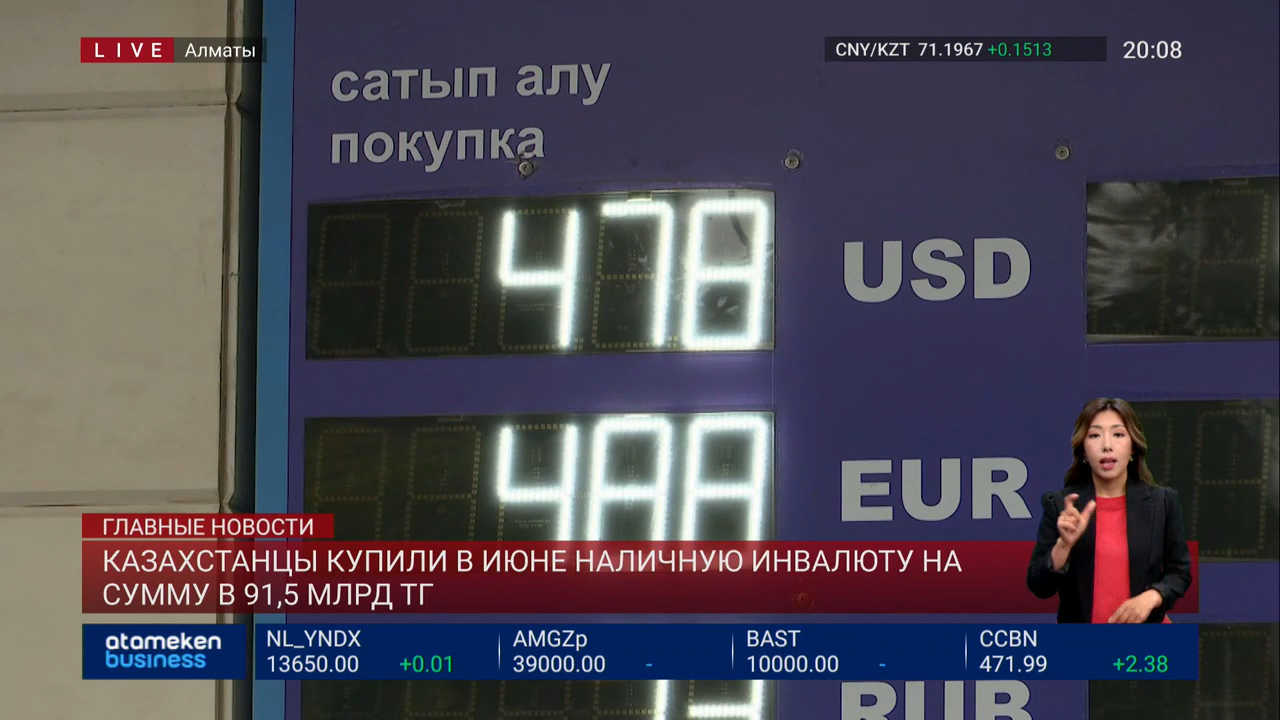 LIVE Алматы
CNY/KZT 71.1967 +0.1513
20:08
сатып алу
покупка
478
USD
EUR
ГЛАВНЫЕ НОВОСТИ
КАЗАХСТАНЦЫ КУПИЛИ В ИЮНЕ НАЛИЧНУЮ ИНВАЛЮТУ НА
СУММУ В 91,5 МЛРД ТГ
atameken
business
NL_YNDX
13650.00 +0.01
AMGZp
39000.00 -
BAST
10000.00 -
CCBN
471.99 +2.38
RUB